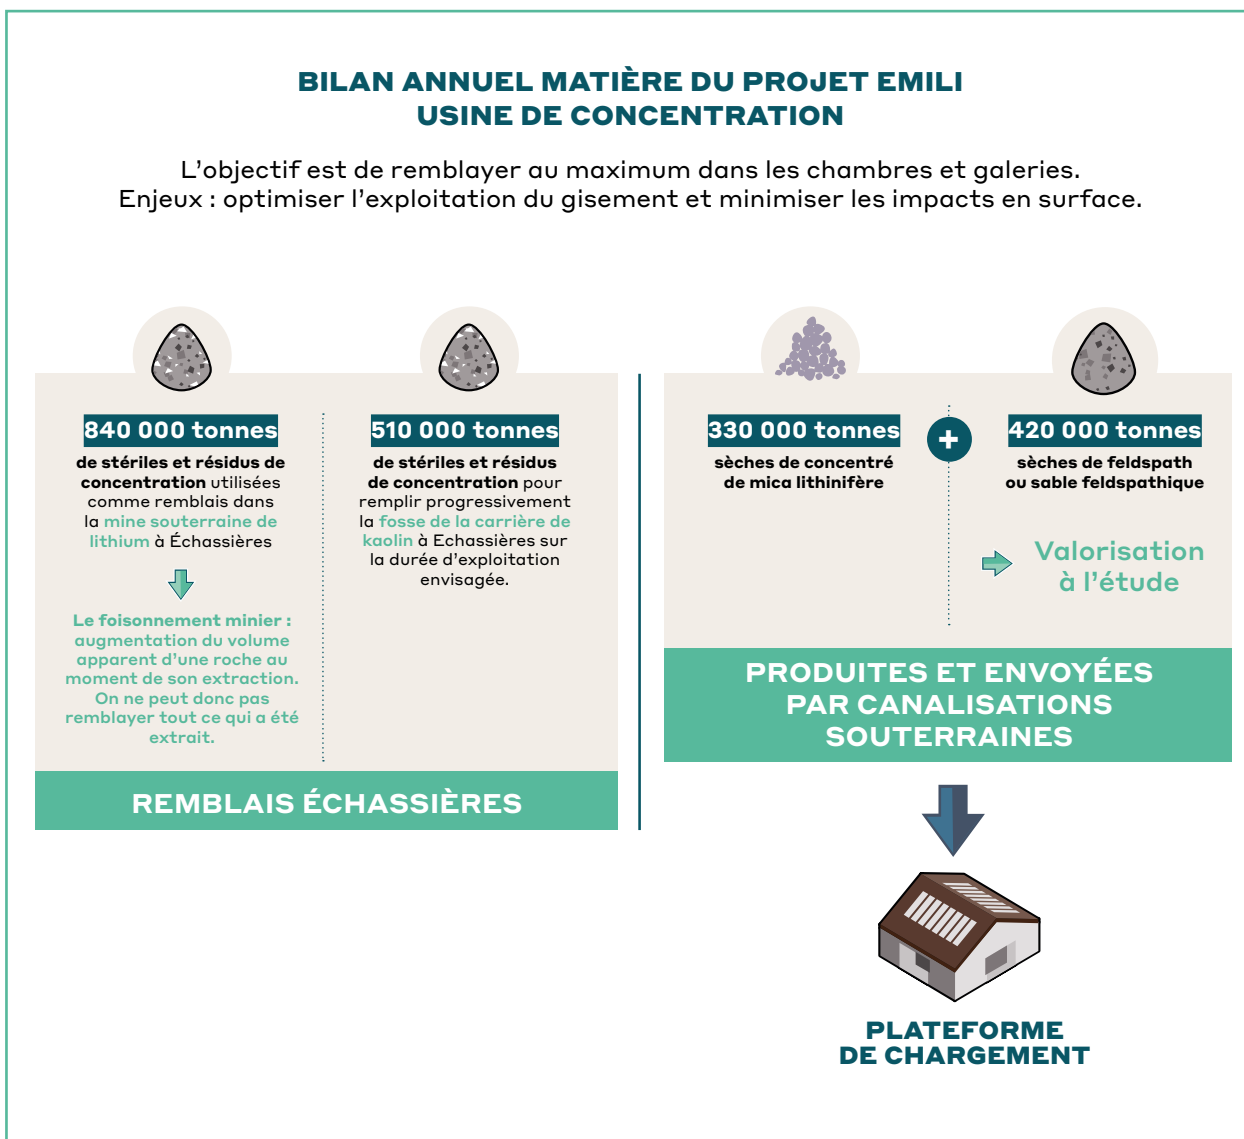 BILAN ANNUEL MATIÈRE DU PROJET EMILI
USINE DE CONCENTRATION
L’objectif est de remblayer au maximum dans les chambres et galeries.
Enjeux : optimiser l’exploitation du gisement et minimiser les impacts en surface.
840 000 tonnes
de stériles et résidus de
concentration utilisées
comme remblais dans
la mine souterraine de
lithium à Échassières
Le foisonnement minier :
augmentation du volume
apparent d’une roche au
moment de son extraction.
On ne peut donc pas
remblayer tout ce qui a été
extrait.
510 000 tonnes
de stériles et résidus
de concentration pour
remplir progressivement
la fosse de la carrière de
kaolin à Echassières sur
la durée d’exploitation
envisagée.
REMBLAIS ÉCHASSIÈRES
330 000 tonnes
sèches de concentré
de mica lithinifère
+
420 000 tonnes
sèches de feldspath
ou sable feldspathique
Valorisation
à l’étude
PRODUITES ET ENVOYÉES
PAR CANALISATIONS
SOUTERRAINES
PLATEFORME
DE CHARGEMENT